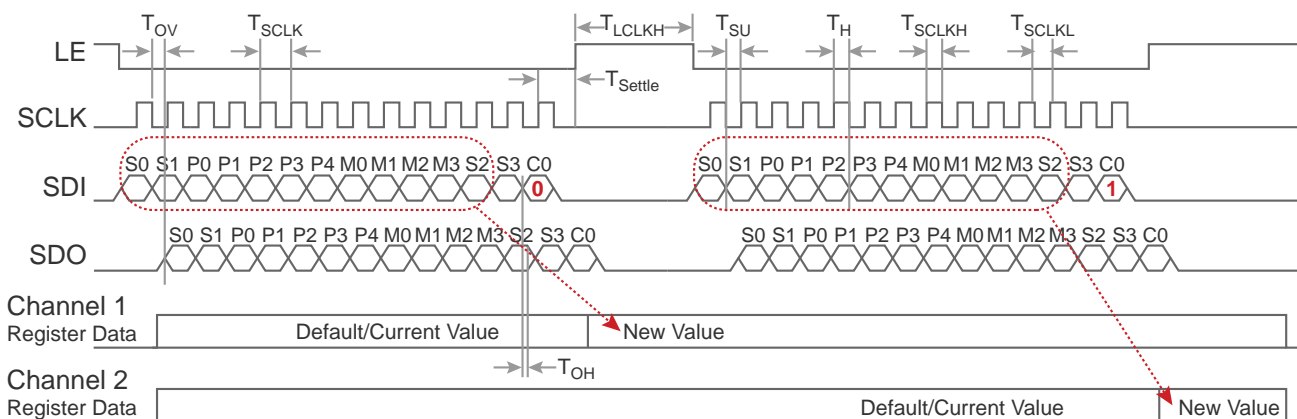 T_OV T_SCLK T_LCLKH T_SU T_H T_SCLKH T_SCLKL
LE
T_Settle
SCLK
S0 S1 P0 P1 P2 P3 P4 M0 M1 M2 M3 S2 S3 C0 S0 S1 P0 P1 P2 P3 P4 M0 M1 M2 M3 S2 S3 C0
SDI 0 1
S0 S1 P0 P1 P2 P3 P4 M0 M1 M2 M3 S2 S3 C0 S0 S1 P0 P1 P2 P3 P4 M0 M1 M2 M3 S2 S3 C0
SDO
Channel 1
Register Data Default/Current Value New Value
T_OH
Channel 2
Register Data Default/Current Value New Value